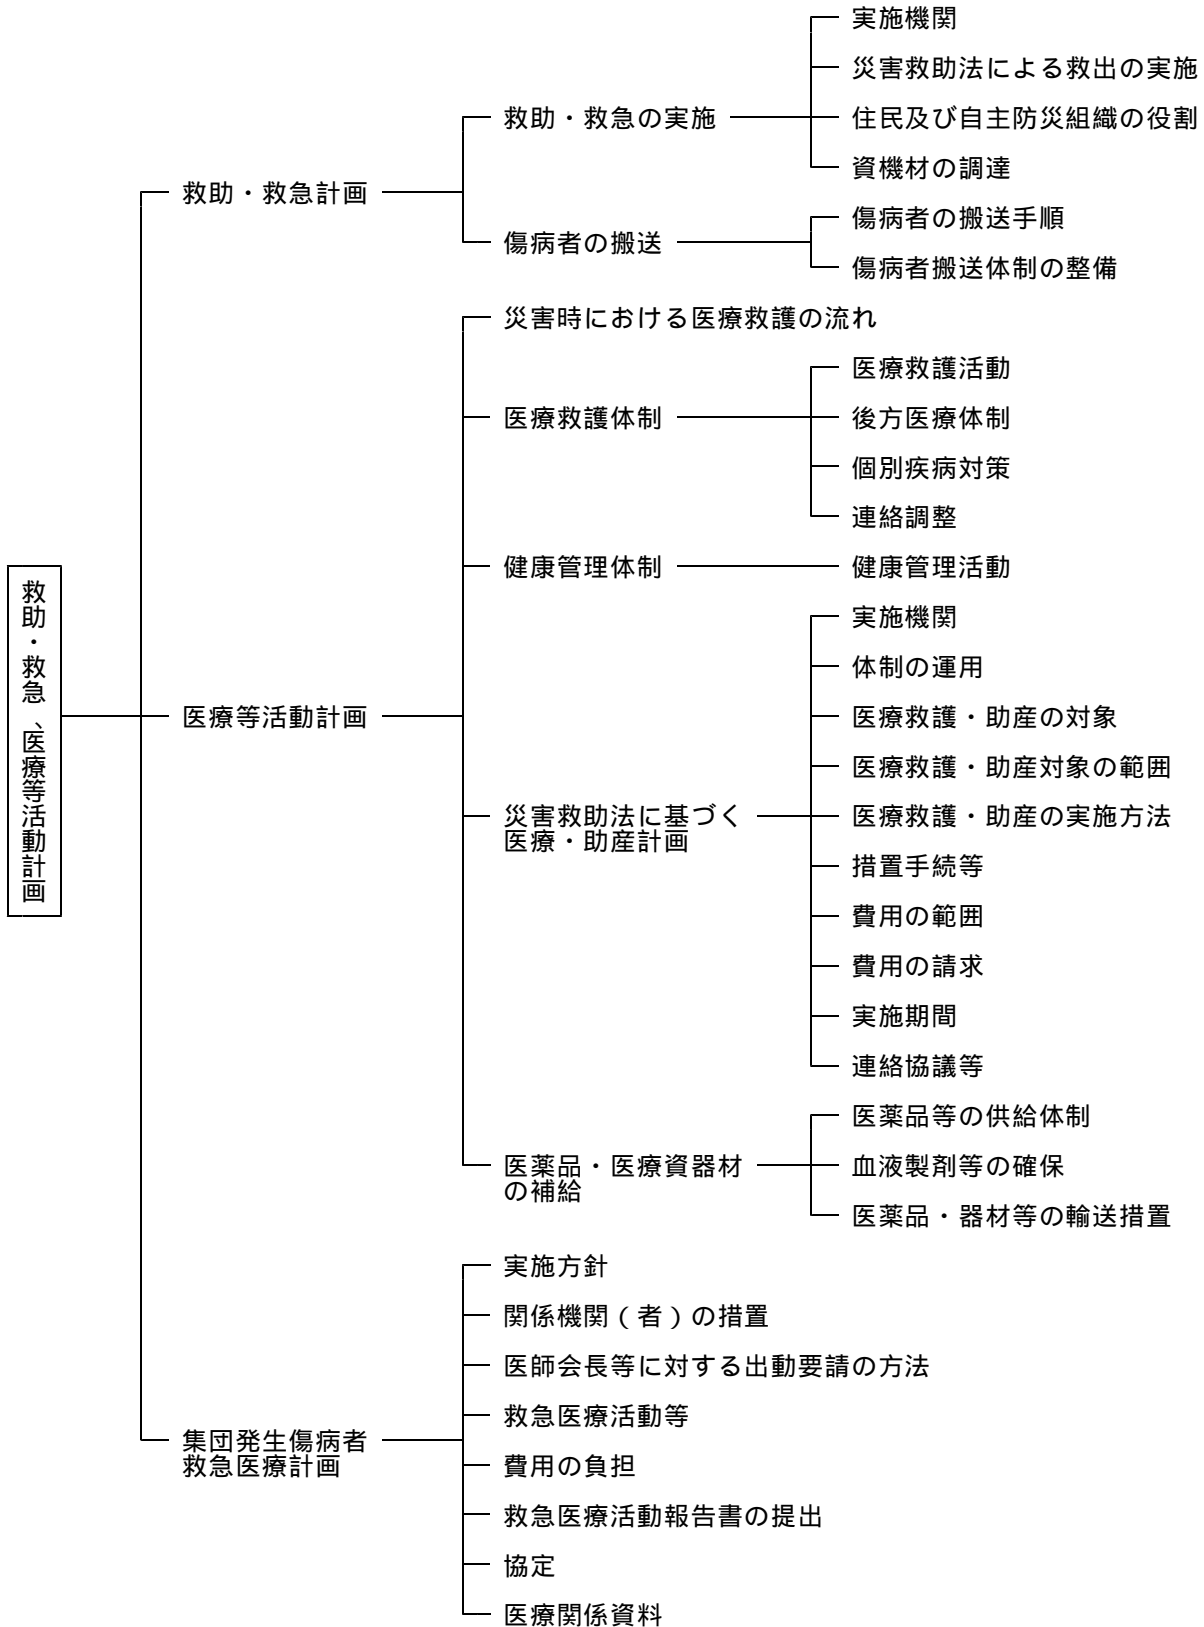 救助・救急、医療等活動計画
救助・救急計画
救助・救急の実施
実施機関
災害救助法による救出の実施
住民及び自主防災組織の役割
資機材の調達
傷病者の搬送
傷病者の搬送手順
傷病者搬送体制の整備
医療等活動計画
災害時における医療救護の流れ
医療救護体制
医療救護活動
後方医療体制
個別疾病対策
連絡調整
健康管理体制
健康管理活動
災害救助法に基づく
医療・助産計画
実施機関
体制の運用
医療救護・助産の対象
医療救護・助産対象の範囲
医療救護・助産の実施方法
措置手続等
費用の範囲
費用の請求
実施期間
連絡協議等
医薬品・医療資器材
の補給
医薬品等の供給体制
血液製剤等の確保
医薬品・器材等の輸送措置
集団発生傷病者
救急医療計画
実施方針
関係機関（者）の措置
医師会長等に対する出動要請の方法
救急医療活動等
費用の負担
救急医療活動報告書の提出
協定
医療関係資料